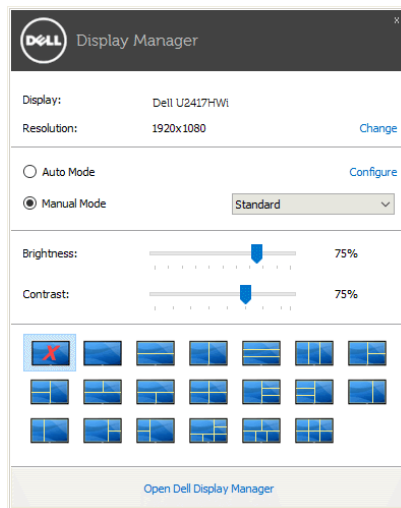 x
DELL Display Manager
Display: Dell U2417HWi
Resolution: 1920x1080 Change
Auto Mode Configure
Manual Mode Standard
Brightness: 75%
Contrast: 75%
Open Dell Display Manager